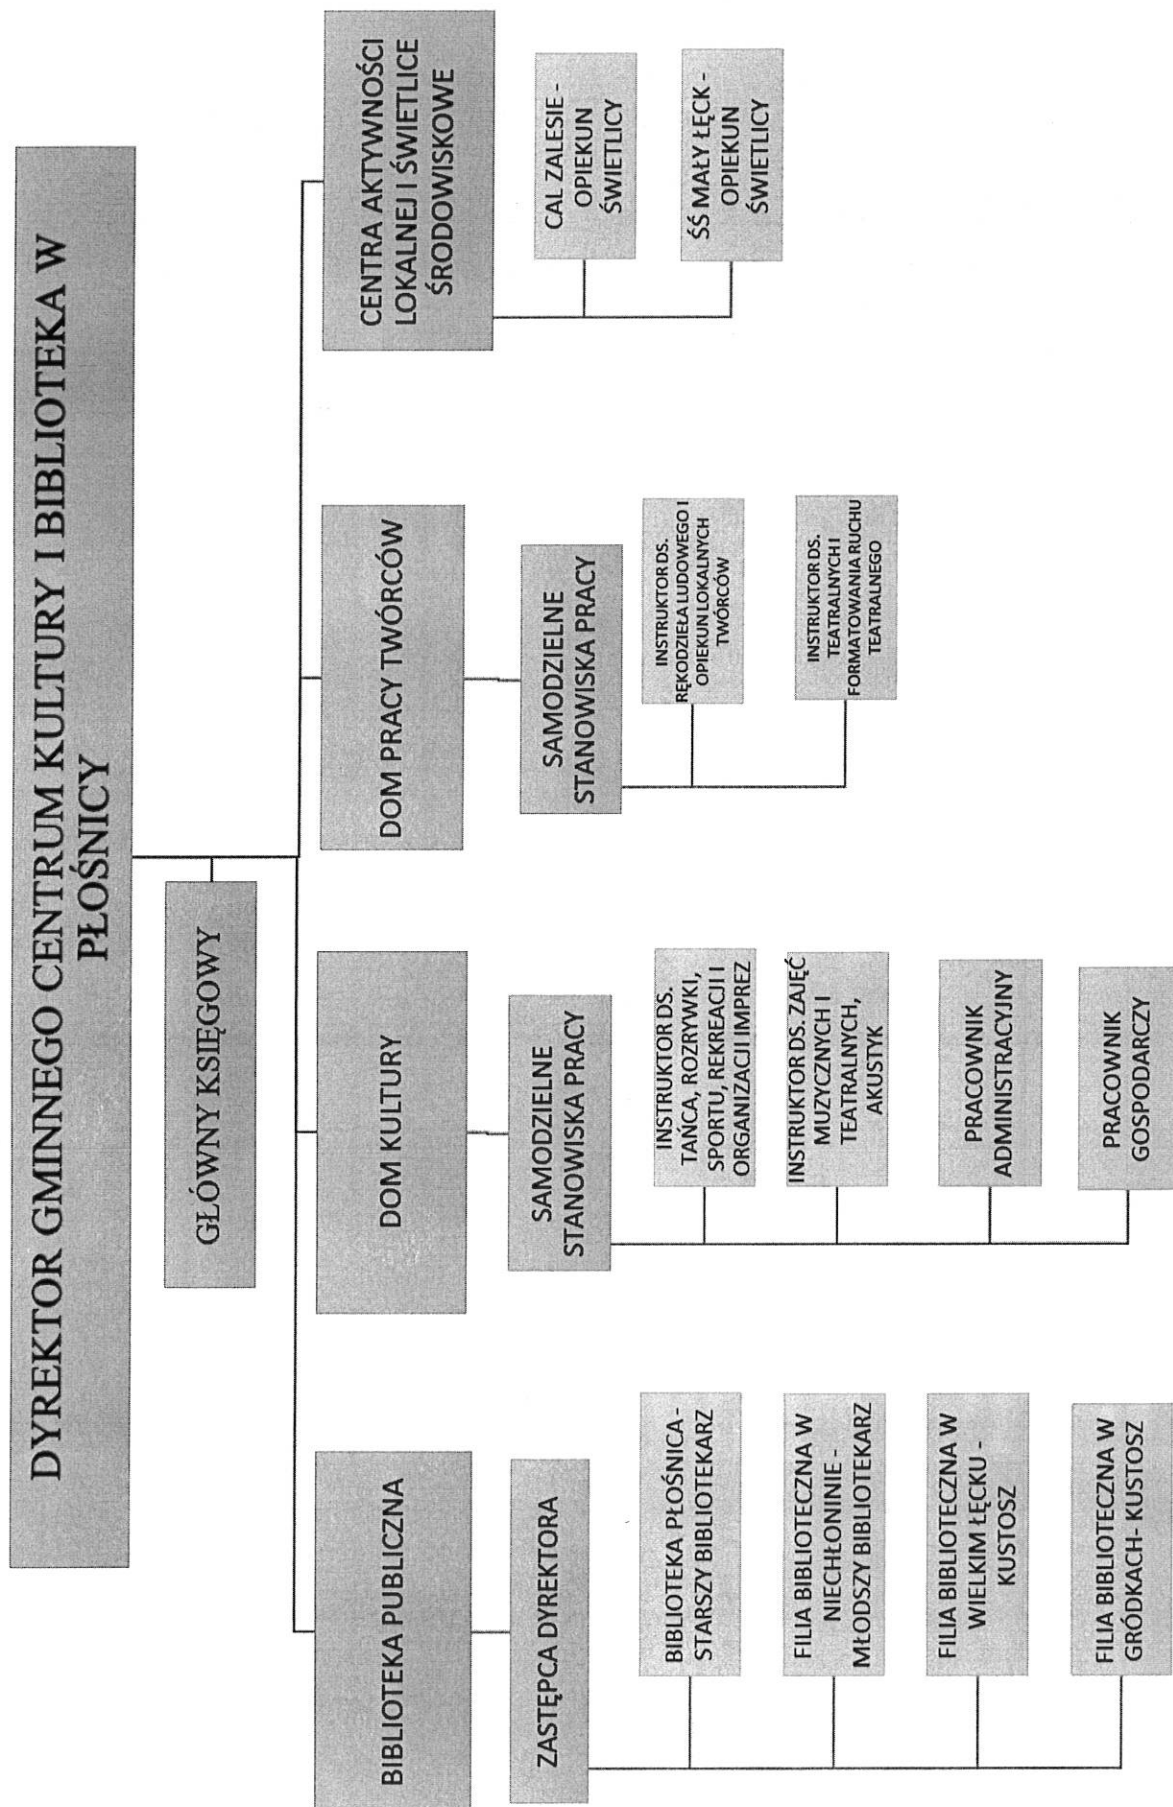 DYREKTOR GMINNEGO CENTRUM KULTURY I BIBLIOTEKA W
PŁOŚNICY
GŁÓWNY KSIĘGOWY
BIBLIOTEKA PUBLICZNA
ZASTĘPCA DYREKTORA
BIBLIOTEKA PŁOŚNICA -
STARSZY BIBLIOTEKARZ
FILIA BIBLIOTECZNA W
NIECHŁONINIE -
MŁODSZY BIBLIOTEKARZ
FILIA BIBLIOTECZNA W
WIELKIM ŁĘCKU -
KUSTOSZ
FILIA BIBLIOTECZNA W
GRÓDKACH- KUSTOSZ
DOM KULTURY
SAMODZIELNE
STANOWISKA PRACY
INSTRUKTOR DS.
TAŃCA, ROZRYWKI,
SPORTU, REKREACJI I
ORGANIZACJI IMPREZ
INSTRUKTOR DS. ZAJĘĆ
MUZYCZNYCH I
TEATRALNYCH,
AKUSTYK
PRACOWNIK
ADMINISTRACYJNY
PRACOWNIK
GOSPODARCZY
DOM PRACY TWÓRCÓW
SAMODZIELNE
STANOWISKA PRACY
INSTRUKTOR DS.
RĘKODZIEŁA LUDOWEGO I
OPIEKUN LOKALNYCH
TWÓRCÓW
INSTRUKTOR DS.
TEATRALNYCH I
FORMATOWANIA RUCHU
TEATRALNEGO
CENTRA AKTYWNOŚCI
LOKALNEJ I ŚWIETLICE
ŚRODOWISKOWE
CAL ZALESIE -
OPIEKUN
ŚWIETLICY
ŚŚ MAŁY ŁĘCK -
OPIEKUN
ŚWIETLICY